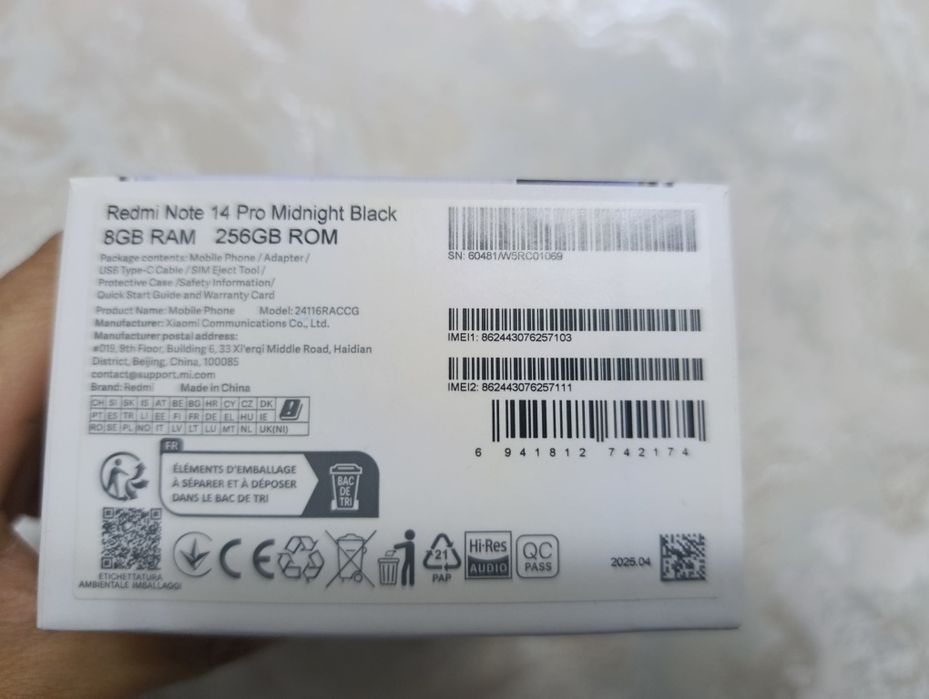 Redmi Note 14 Pro Midnight Black
8GB RAM 256GB ROM
Package contents: Mobile Phone / Adapter /
USB Type-C Cable / SIM Eject Tool /
Protective Case /Safety Information/
Quick Start Guide and Warranty Card
Product Name: Mobile Phone Model: 24116RACCG
Manufacturer: Xiaomi Communications Co., Ltd.
Manufacturer postal address:
#019, 9th Floor, Building 6, 33 Xi'erqi Middle Road, Haidian
District, Beijing, China, 100085
contact@support.mi.com
Brand: Redmi Made in China
CH SI SK IS AT BE BG HR CY CZ DK
PT ES TR LI EE FI FR DE EL HU IE
RO SE PL NO IT LV LT LU MT NL UK(NI)
SN: 60481/W5RC01069
IMEI1: 862443076257103
IMEI2: 862443076257111
6 941812 742174
FR
ÉLÉMENTS D'EMBALLAGE
À SÉPARER ET À DÉPOSER
DANS LE BAC DE TRI
BAC
DE
TRI
ETICHETTATURA
AMBIENTALE IMBALLAGGI
CE
21
PAP
Hi-Res
AUDIO
QC
PASS
2025.04